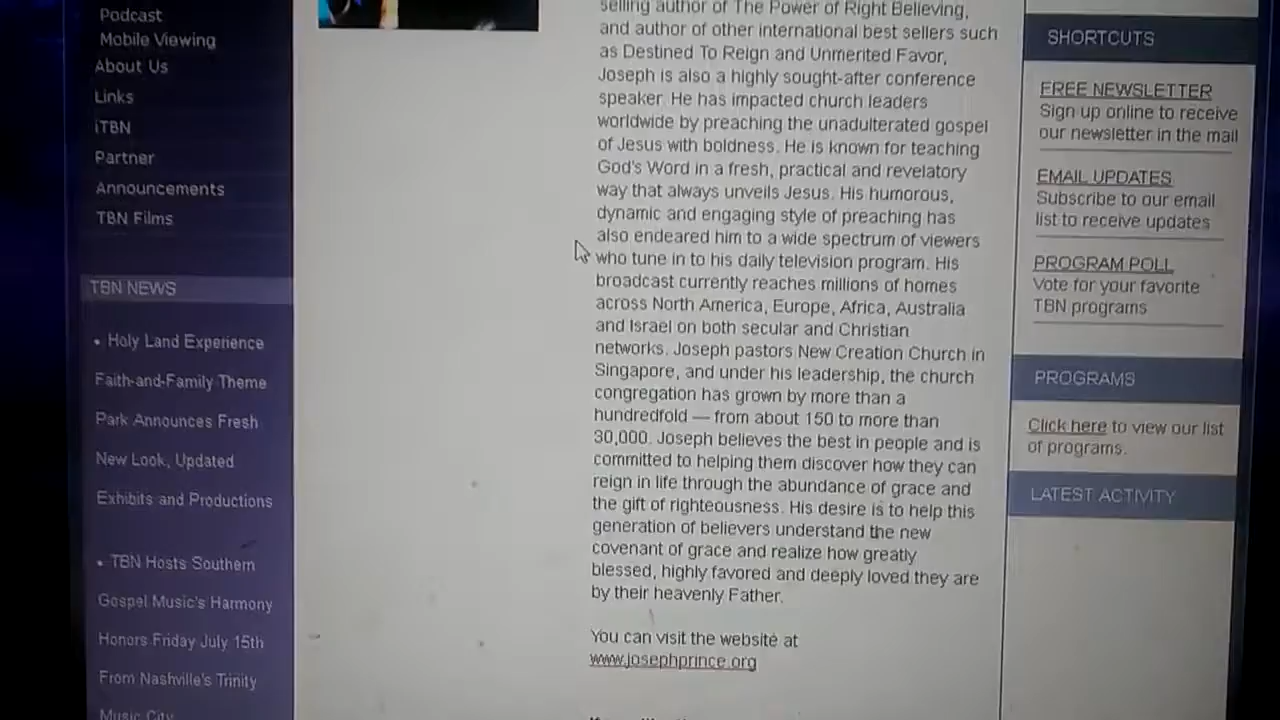 Podcast
Mobile Viewing
About Us
Links
iTBN
Partner
Announcements
TBN Films
TBN NEWS
• Holy Land Experience
Faith-and-Family Theme
Park Announces Fresh
New Look, Updated
Exhibits and Productions
• TBN Hosts Southern
Gospel Music's Harmony
Honors Friday July 15th
From Nashville's Trinity
Music City
selling author of The Power of Right Believing,
and author of other international best sellers such
as Destined To Reign and Unmerited Favor,
Joseph is also a highly sought-after conference
speaker. He has impacted church leaders
worldwide by preaching the unadulterated gospel
of Jesus with boldness. He is known for teaching
God's Word in a fresh, practical and revelatory
way that always unveils Jesus. His humorous,
dynamic and engaging style of preaching has
also endeared him to a wide spectrum of viewers
who tune in to his daily television program. His
broadcast currently reaches millions of homes
across North America, Europe, Africa, Australia
and Israel on both secular and Christian
networks. Joseph pastors New Creation Church in
Singapore, and under his leadership, the church
congregation has grown by more than a
hundredfold — from about 150 to more than
30,000. Joseph believes the best in people and is
committed to helping them discover how they can
reign in life through the abundance of grace and
the gift of righteousness. His desire is to help this
generation of believers understand the new
covenant of grace and realize how greatly
blessed, highly favored and deeply loved they are
by their heavenly Father.
You can visit the website at
www.josephprince.org
SHORTCUTS
FREE NEWSLETTER
Sign up online to receive
our newsletter in the mail
EMAIL UPDATES
Subscribe to our email
list to receive updates
PROGRAM POLL
Vote for your favorite
TBN programs
PROGRAMS
Click here to view our list
of programs.
LATEST ACTIVITY